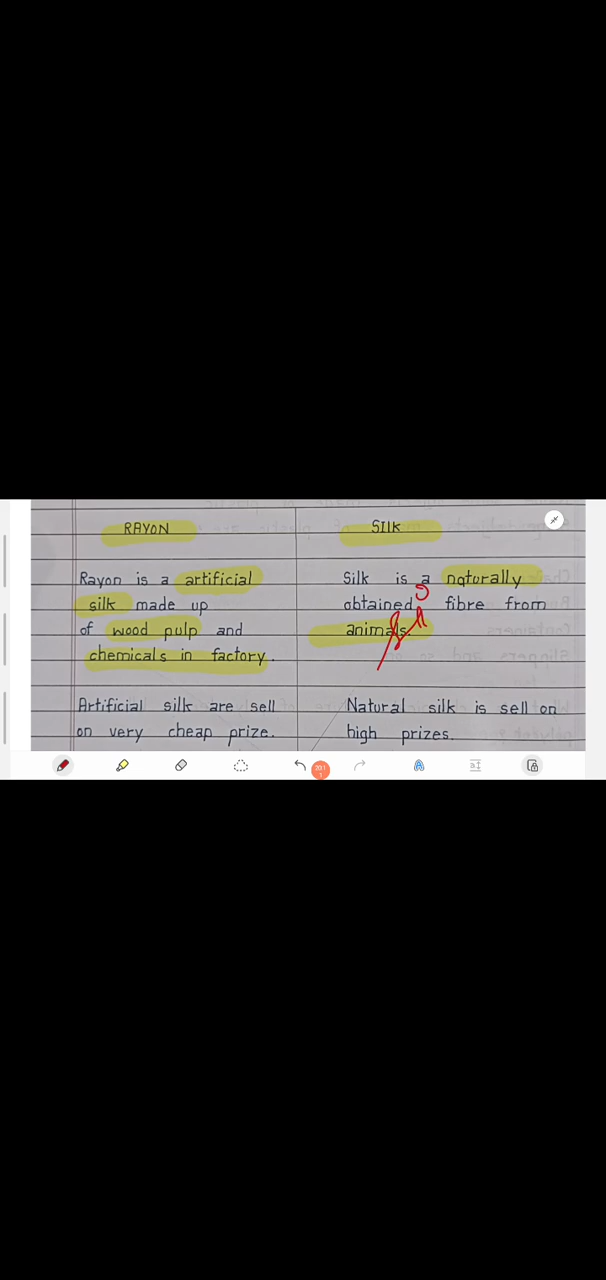 RAYON
Rayon is a artificial
silk made up
of wood pulp and
chemicals in factory.
Artificial silk are sell
on very cheap prize.
SILK
Silk is a naturally
obtained fibre from
animals.
Natural silk is sell on
high prizes.